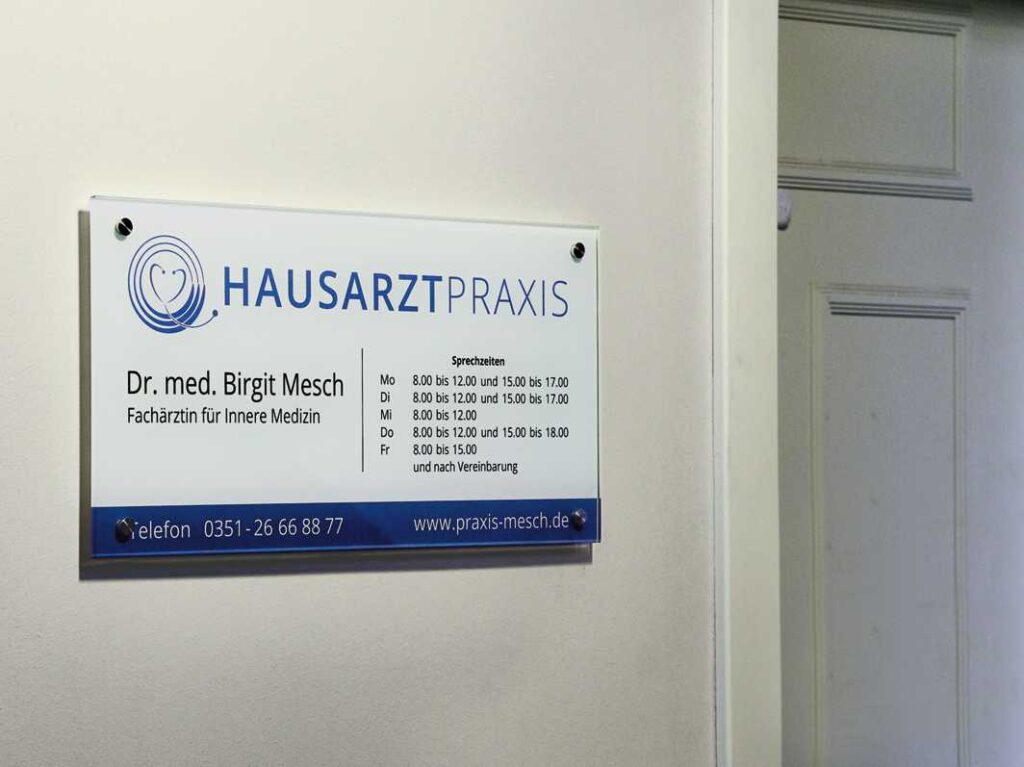 HAUSARZTPRAXIS
Dr. med. Birgit Mesch
Fachärztin für Innere Medizin
Sprechzeiten
Mo 8.00 bis 12.00 und 15.00 bis 17.00
Di 8.00 bis 12.00 und 15.00 bis 17.00
Mi 8.00 bis 12.00
Do 8.00 bis 12.00 und 15.00 bis 18.00
Fr 8.00 bis 15.00
und nach Vereinbarung
Telefon 0351-26 66 88 77
www.praxis-mesch.de